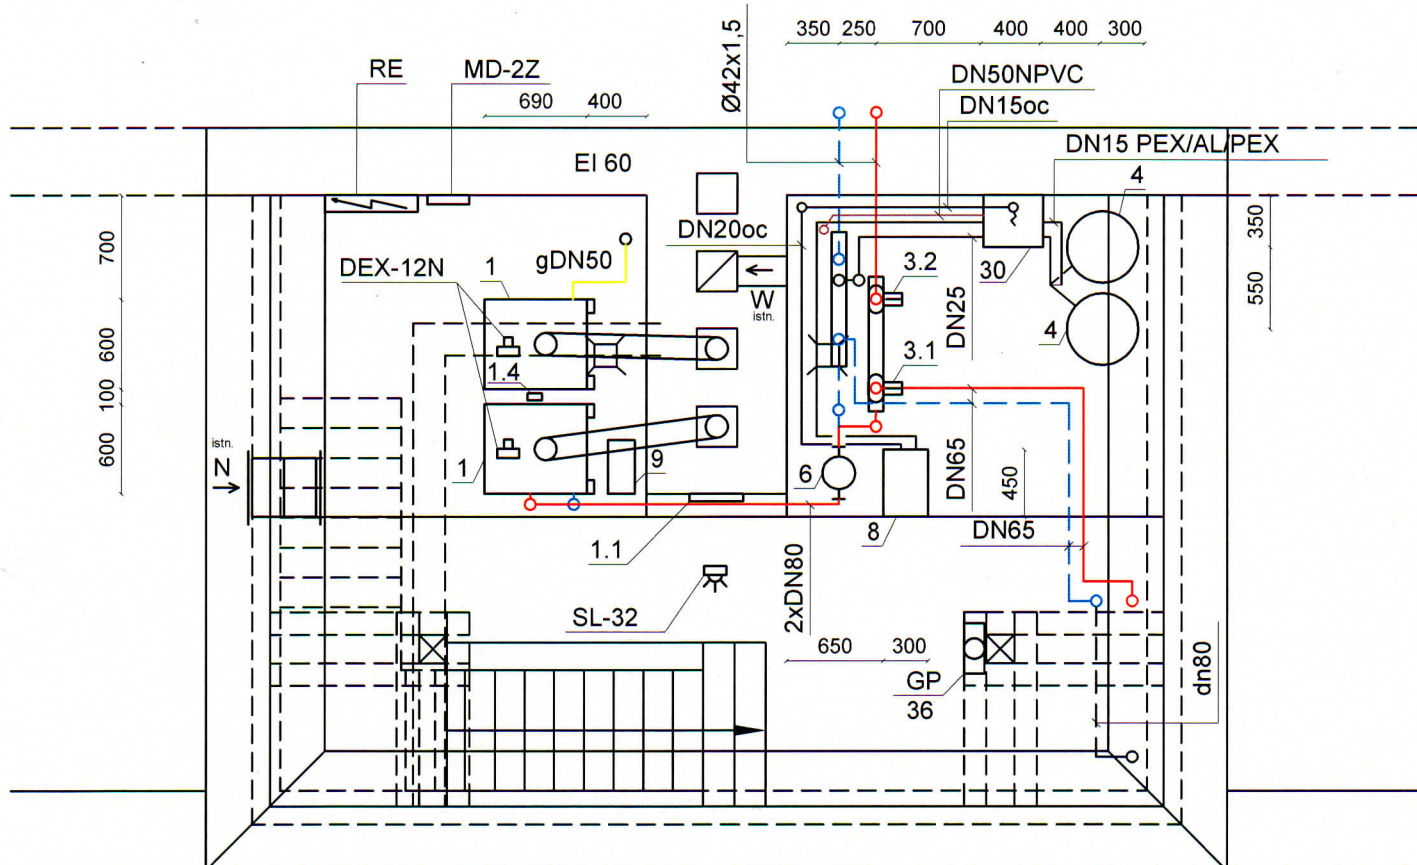 350 250 700 400 400 300
Ø42x1,5
RE
MD-2Z
DN50NPVC
DN15oc
690 400
DN15 PEX/AL/PEX
EI 60
4
DN20oc
gDN50
DEX-12N
1
3.2
30
W
istn.
DN25
4
700
600
100
600
350
550
1.4
3.1
istn.
N
1
9
6
DN65
450
8
DN65
1.1
2xDN80
SL-32
650 300
GP
36
dn80